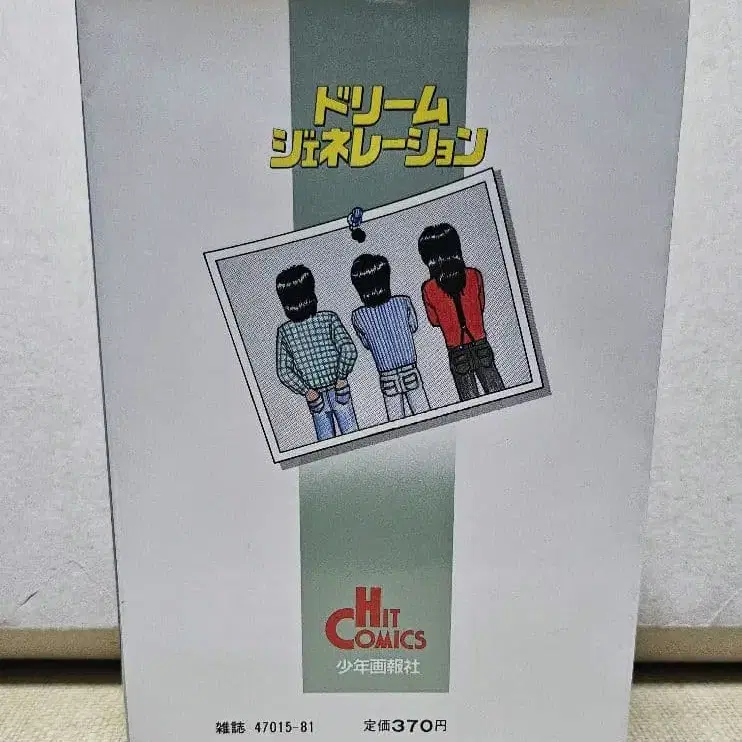 ドリーム
ジェネレーション
HIT
COMICS
少年画報社
雑誌 47015-81 定価370円